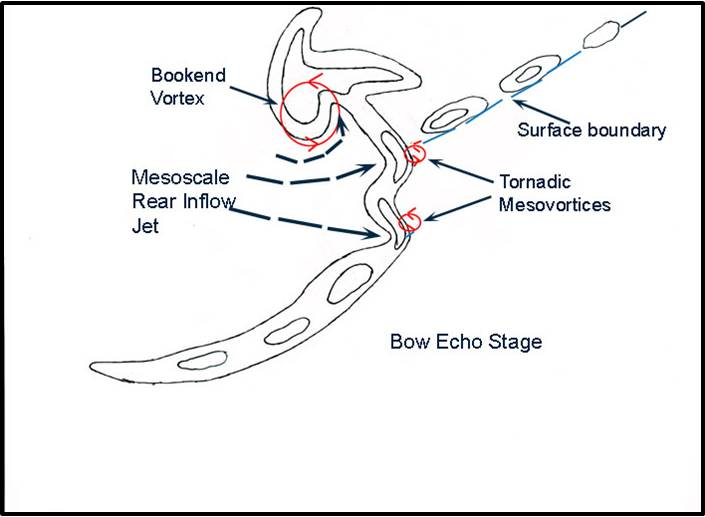 Bookend
Vortex
Surface boundary
Mesoscale
Rear Inflow
Jet
Tornadic
Mesovortices
Bow Echo Stage